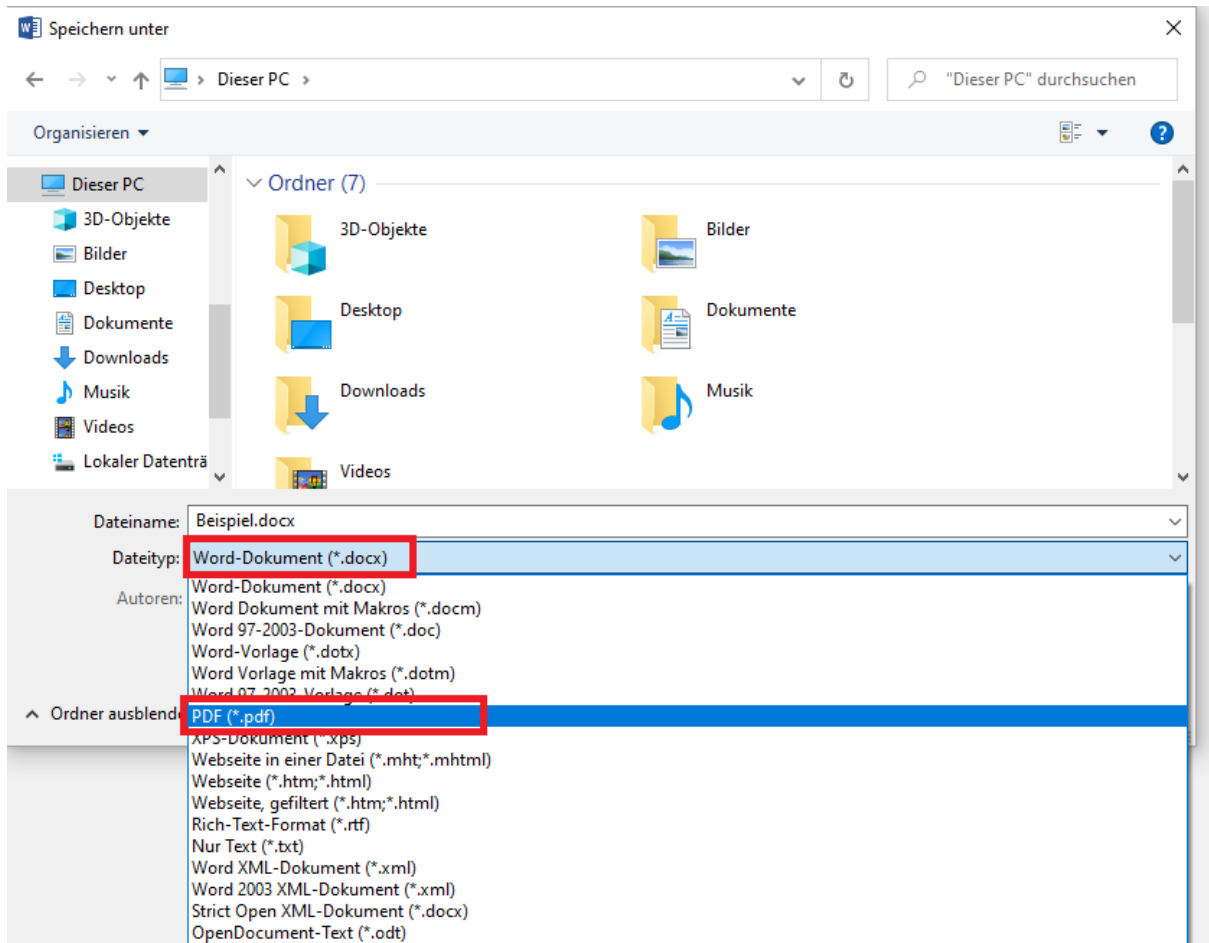 Speichern unter
Dieser PC
"Dieser PC" durchsuchen
Organisieren
Dieser PC
3D-Objekte
Bilder
Desktop
Dokumente
Downloads
Musik
Videos
Lokaler Datenträ
Ordner (7)
3D-Objekte
Bilder
Desktop
Dokumente
Downloads
Musik
Videos
Dateiname: Beispiel.docx
Dateityp: Word-Dokument (*.docx)
Autoren:
Word-Dokument (*.docx)
Word Dokument mit Makros (*.docm)
Word 97-2003-Dokument (*.doc)
Word-Vorlage (*.dotx)
Word Vorlage mit Makros (*.dotm)
Word 97-2003-Vorlage (*.dot)
Ordner ausblende
PDF (*.pdf)
XPS-Dokument (*.xps)
Webseite in einer Datei (*.mht;*.mhtml)
Webseite (*.htm;*.html)
Webseite, gefiltert (*.htm;*.html)
Rich-Text-Format (*.rtf)
Nur Text (*.txt)
Word XML-Dokument (*.xml)
Word 2003 XML-Dokument (*.xml)
Strict Open XML-Dokument (*.docx)
OpenDocument-Text (*.odt)